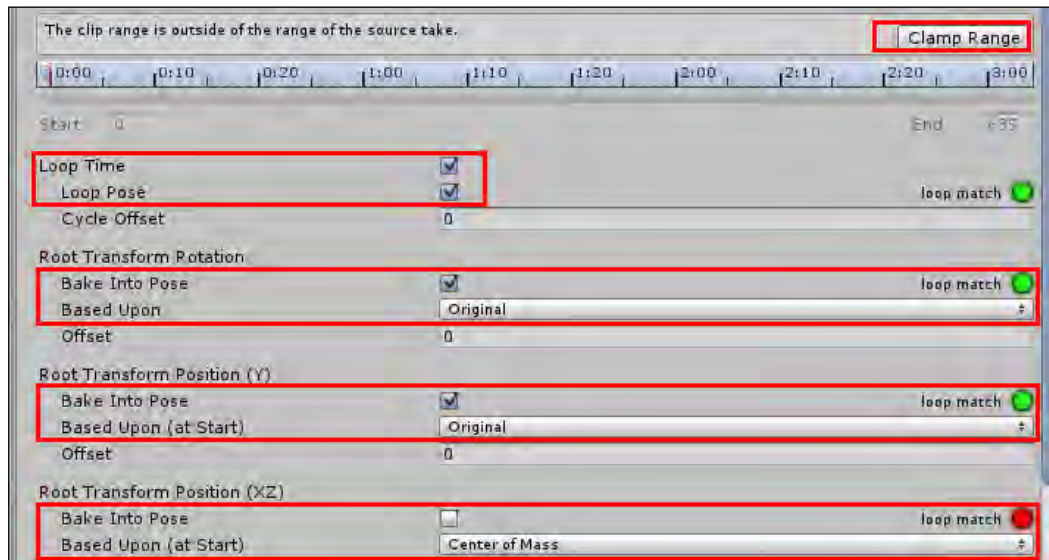 The clip range is outside of the range of the source take. Clamp Range
0:00 0:10 0:20 1:00 1:10 1:20 2:00 2:10 2:20 3:00
Start 0 End
Loop Time
Loop Pose loop match
Cycle Offset 0
Root Transform Rotation
Bake Into Pose loop match
Based Upon Original
Offset 0
Root Transform Position (Y)
Bake Into Pose loop match
Based Upon (at Start) Original
Offset 0
Root Transform Position (XZ)
Bake Into Pose loop match
Based Upon (at Start) Center of Mass